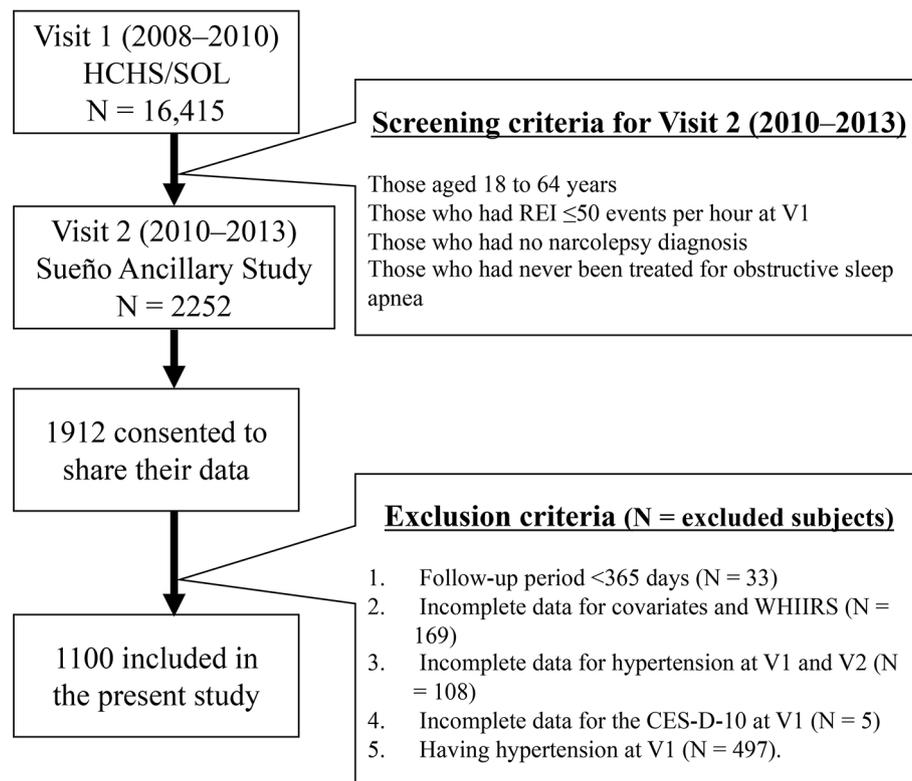 Visit 1 (2008–2010)
HCHS/SOL
N = 16,415
Screening criteria for Visit 2 (2010–2013)
Those aged 18 to 64 years
Those who had REI ≤50 events per hour at V1
Those who had no narcolepsy diagnosis
Those who had never been treated for obstructive sleep
apnea
Visit 2 (2010–2013)
Sueño Ancillary Study
N = 2252
1912 consented to
share their data
Exclusion criteria (N = excluded subjects)
1. Follow-up period <365 days (N = 33)
2. Incomplete data for covariates and WHIIRS (N =
169)
3. Incomplete data for hypertension at V1 and V2 (N
= 108)
4. Incomplete data for the CES-D-10 at V1 (N = 5)
5. Having hypertension at V1 (N = 497).
1100 included in
the present study